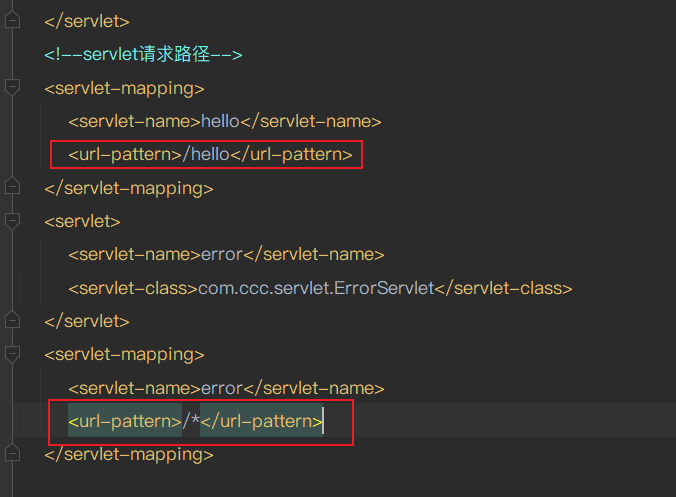 </servlet>
<!--servlet请求路径-->
<servlet-mapping>
<servlet-name>hello</servlet-name>
<url-pattern>/hello</url-pattern>
</servlet-mapping>
<servlet>
<servlet-name>error</servlet-name>
<servlet-class>com.ccc.servlet.ErrorServlet</servlet-class>
</servlet>
<servlet-mapping>
<servlet-name>error</servlet-name>
<url-pattern>/*</url-pattern>
</servlet-mapping>